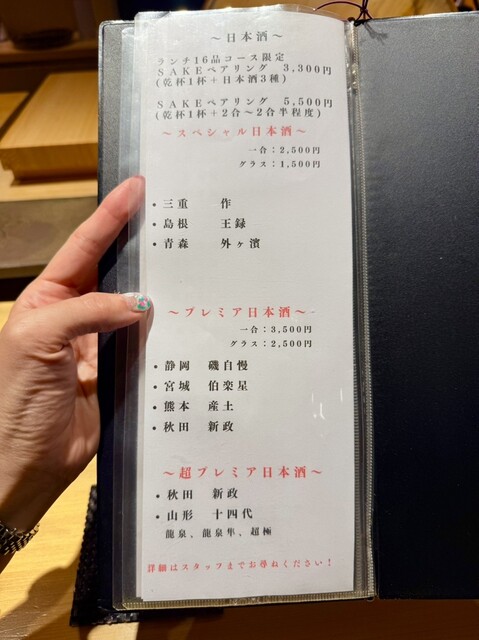 ～日本酒～
ランチ16品コース限定
SAKEペアリング 3,300円
(乾杯1杯＋日本酒3種)
SAKEペアリング 5,500円
(乾杯1杯＋2合～2合半程度)
～スペシャル日本酒～
一合：2,500円
グラス：1,500円
・三重 作
・島根 王録
・青森 外ヶ濱
～プレミア日本酒～
一合：3,500円
グラス：2,500円
・静岡 磯自慢
・宮城 伯楽星
・熊本 産土
・秋田 新政
～超プレミア日本酒～
・秋田 新政
・山形 十四代
龍泉、龍泉隼、超極
詳細はスタッフまでお尋ねください！